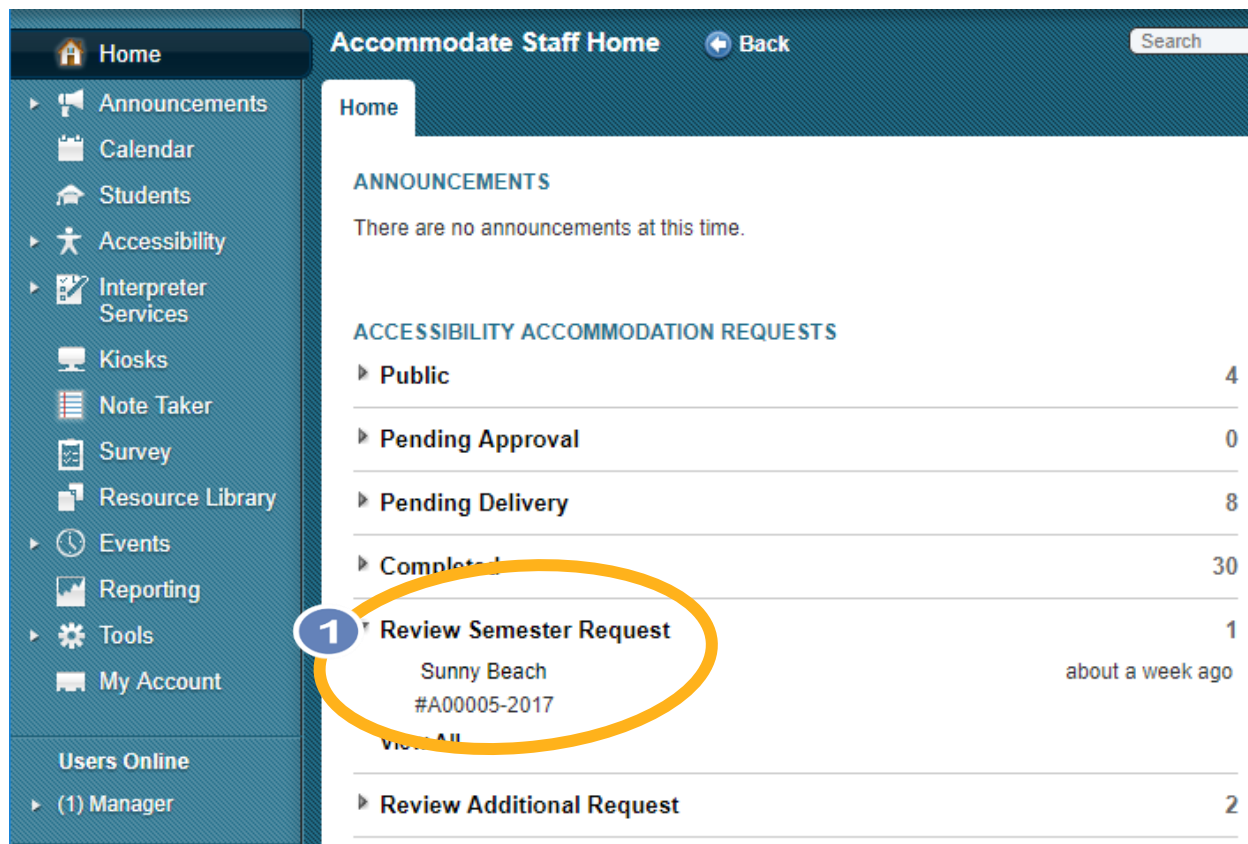 Home
Announcements
Calendar
Students
Accessibility
Interpreter
Services
Kiosks
Note Taker
Survey
Resource Library
Events
Reporting
Tools
My Account
Users Online
(1) Manager
Accommodate Staff Home
Back
Search
Home
ANNOUNCEMENTS
There are no announcements at this time.
ACCESSIBILITY ACCOMMODATION REQUESTS
Public 4
Pending Approval 0
Pending Delivery 8
Completed 30
1
Review Semester Request 1
Sunny Beach about a week ago
#A00005-2017
View All
Review Additional Request 2